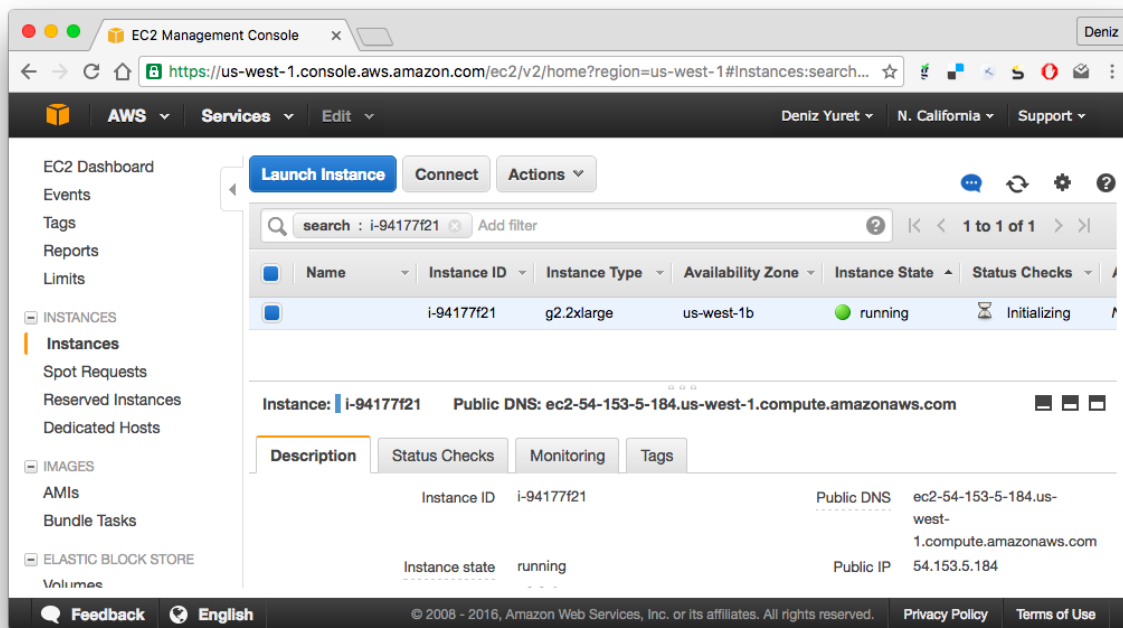 EC2 Management Console
Deniz
https://us-west-1.console.aws.amazon.com/ec2/v2/home?region=us-west-1#Instances:search...
AWS Services Edit Deniz Yuret N. California Support
EC2 Dashboard
Events
Tags
Reports
Limits
INSTANCES
Instances
Spot Requests
Reserved Instances
Dedicated Hosts
IMAGES
AMIs
Bundle Tasks
ELASTIC BLOCK STORE
Volumes
Launch Instance Connect Actions
search : i-94177f21 Add filter 1 to 1 of 1
Name Instance ID Instance Type Availability Zone Instance State Status Checks
i-94177f21 g2.2xlarge us-west-1b running Initializing
Instance: i-94177f21 Public DNS: ec2-54-153-5-184.us-west-1.compute.amazonaws.com
Description Status Checks Monitoring Tags
Instance ID i-94177f21 Public DNS ec2-54-153-5-184.us-
west-
1.compute.amazonaws.com
Instance state running Public IP 54.153.5.184
Feedback English © 2008 - 2016, Amazon Web Services, Inc. or its affiliates. All rights reserved. Privacy Policy Terms of Use